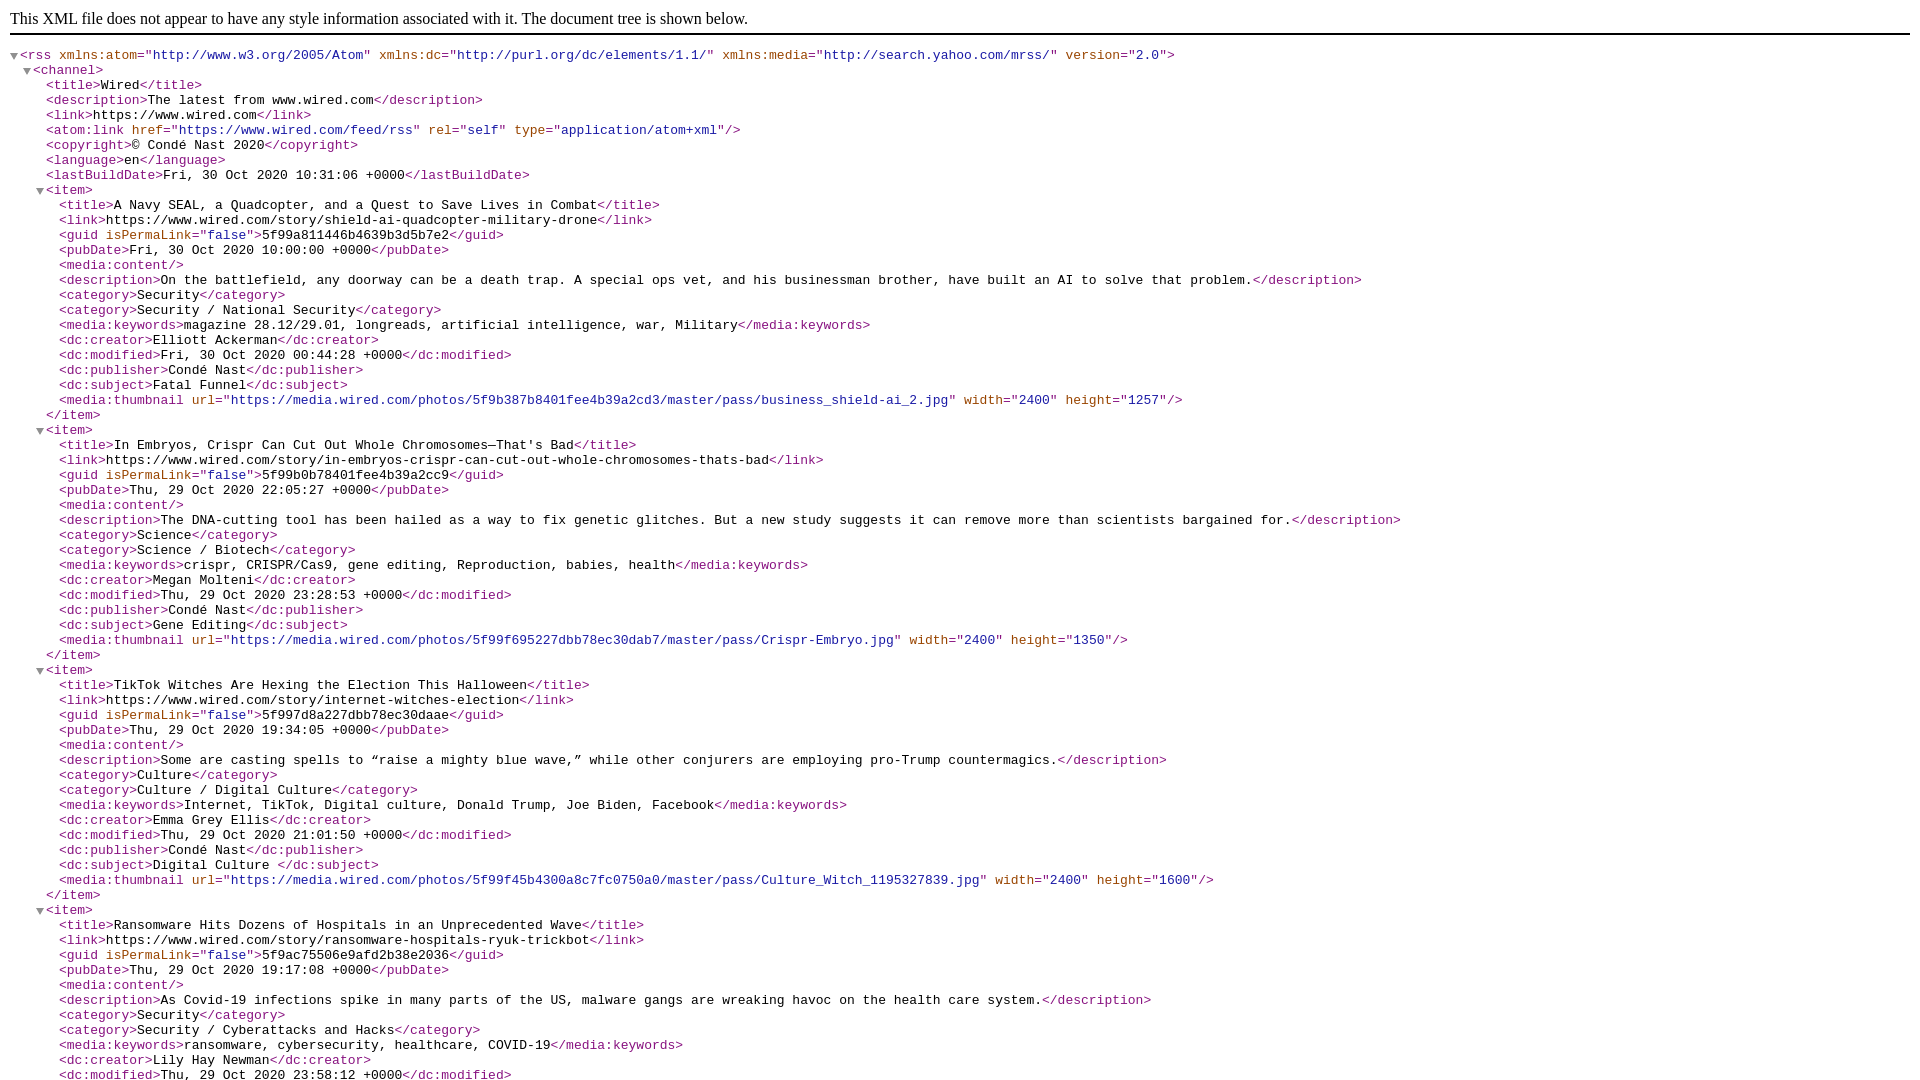 This XML file does not appear to have any style information associated with it. The document tree is shown below.
<rss xmlns:atom="http://www.w3.org/2005/Atom" xmlns:dc="http://purl.org/dc/elements/1.1/" xmlns:media="http://search.yahoo.com/mrss/" version="2.0">
<channel>
<title>Wired</title>
<description>The latest from www.wired.com</description>
<link>https://www.wired.com</link>
<atom:link href="https://www.wired.com/feed/rss" rel="self" type="application/atom+xml"/>
<copyright>© Condé Nast 2020</copyright>
<language>en</language>
<lastBuildDate>Fri, 30 Oct 2020 10:31:06 +0000</lastBuildDate>
<item>
<title>A Navy SEAL, a Quadcopter, and a Quest to Save Lives in Combat</title>
<link>https://www.wired.com/story/shield-ai-quadcopter-military-drone</link>
<guid isPermaLink="false">5f99a811446b4639b3d5b7e2</guid>
<pubDate>Fri, 30 Oct 2020 10:00:00 +0000</pubDate>
<media:content/>
<description>On the battlefield, any doorway can be a death trap. A special ops vet, and his businessman brother, have built an AI to solve that problem.</description>
<category>Security</category>
<category>Security / National Security</category>
<media:keywords>magazine 28.12/29.01, longreads, artificial intelligence, war, Military</media:keywords>
<dc:creator>Elliott Ackerman</dc:creator>
<dc:modified>Fri, 30 Oct 2020 00:44:28 +0000</dc:modified>
<dc:publisher>Condé Nast</dc:publisher>
<dc:subject>Fatal Funnel</dc:subject>
<media:thumbnail url="https://media.wired.com/photos/5f9b387b8401fee4b39a2cd3/master/pass/business_shield-ai_2.jpg" width="2400" height="1257"/>
</item>
<item>
<title>In Embryos, Crispr Can Cut Out Whole Chromosomes—That's Bad</title>
<link>https://www.wired.com/story/in-embryos-crispr-can-cut-out-whole-chromosomes-thats-bad</link>
<guid isPermaLink="false">5f99b0b78401fee4b39a2cc9</guid>
<pubDate>Thu, 29 Oct 2020 22:05:27 +0000</pubDate>
<media:content/>
<description>The DNA-cutting tool has been hailed as a way to fix genetic glitches. But a new study suggests it can remove more than scientists bargained for.</description>
<category>Science</category>
<category>Science / Biotech</category>
<media:keywords>crispr, CRISPR/Cas9, gene editing, Reproduction, babies, health</media:keywords>
<dc:creator>Megan Molteni</dc:creator>
<dc:modified>Thu, 29 Oct 2020 23:28:53 +0000</dc:modified>
<dc:publisher>Condé Nast</dc:publisher>
<dc:subject>Gene Editing</dc:subject>
<media:thumbnail url="https://media.wired.com/photos/5f99f695227dbb78ec30dab7/master/pass/Crispr-Embryo.jpg" width="2400" height="1350"/>
</item>
<item>
<title>TikTok Witches Are Hexing the Election This Halloween</title>
<link>https://www.wired.com/story/internet-witches-election</link>
<guid isPermaLink="false">5f997d8a227dbb78ec30daae</guid>
<pubDate>Thu, 29 Oct 2020 19:34:05 +0000</pubDate>
<media:content/>
<description>Some are casting spells to “raise a mighty blue wave,” while other conjurers are employing pro-Trump countermagics.</description>
<category>Culture</category>
<category>Culture / Digital Culture</category>
<media:keywords>Internet, TikTok, Digital culture, Donald Trump, Joe Biden, Facebook</media:keywords>
<dc:creator>Emma Grey Ellis</dc:creator>
<dc:modified>Thu, 29 Oct 2020 21:01:50 +0000</dc:modified>
<dc:publisher>Condé Nast</dc:publisher>
<dc:subject>Digital Culture </dc:subject>
<media:thumbnail url="https://media.wired.com/photos/5f99f45b4300a8c7fc0750a0/master/pass/Culture_Witch_1195327839.jpg" width="2400" height="1600"/>
</item>
<item>
<title>Ransomware Hits Dozens of Hospitals in an Unprecedented Wave</title>
<link>https://www.wired.com/story/ransomware-hospitals-ryuk-trickbot</link>
<guid isPermaLink="false">5f9ac75506e9afd2b38e2036</guid>
<pubDate>Thu, 29 Oct 2020 19:17:08 +0000</pubDate>
<media:content/>
<description>As Covid-19 infections spike in many parts of the US, malware gangs are wreaking havoc on the health care system.</description>
<category>Security</category>
<category>Security / Cyberattacks and Hacks</category>
<media:keywords>ransomware, cybersecurity, healthcare, COVID-19</media:keywords>
<dc:creator>Lily Hay Newman</dc:creator>
<dc:modified>Thu, 29 Oct 2020 23:58:12 +0000</dc:modified>